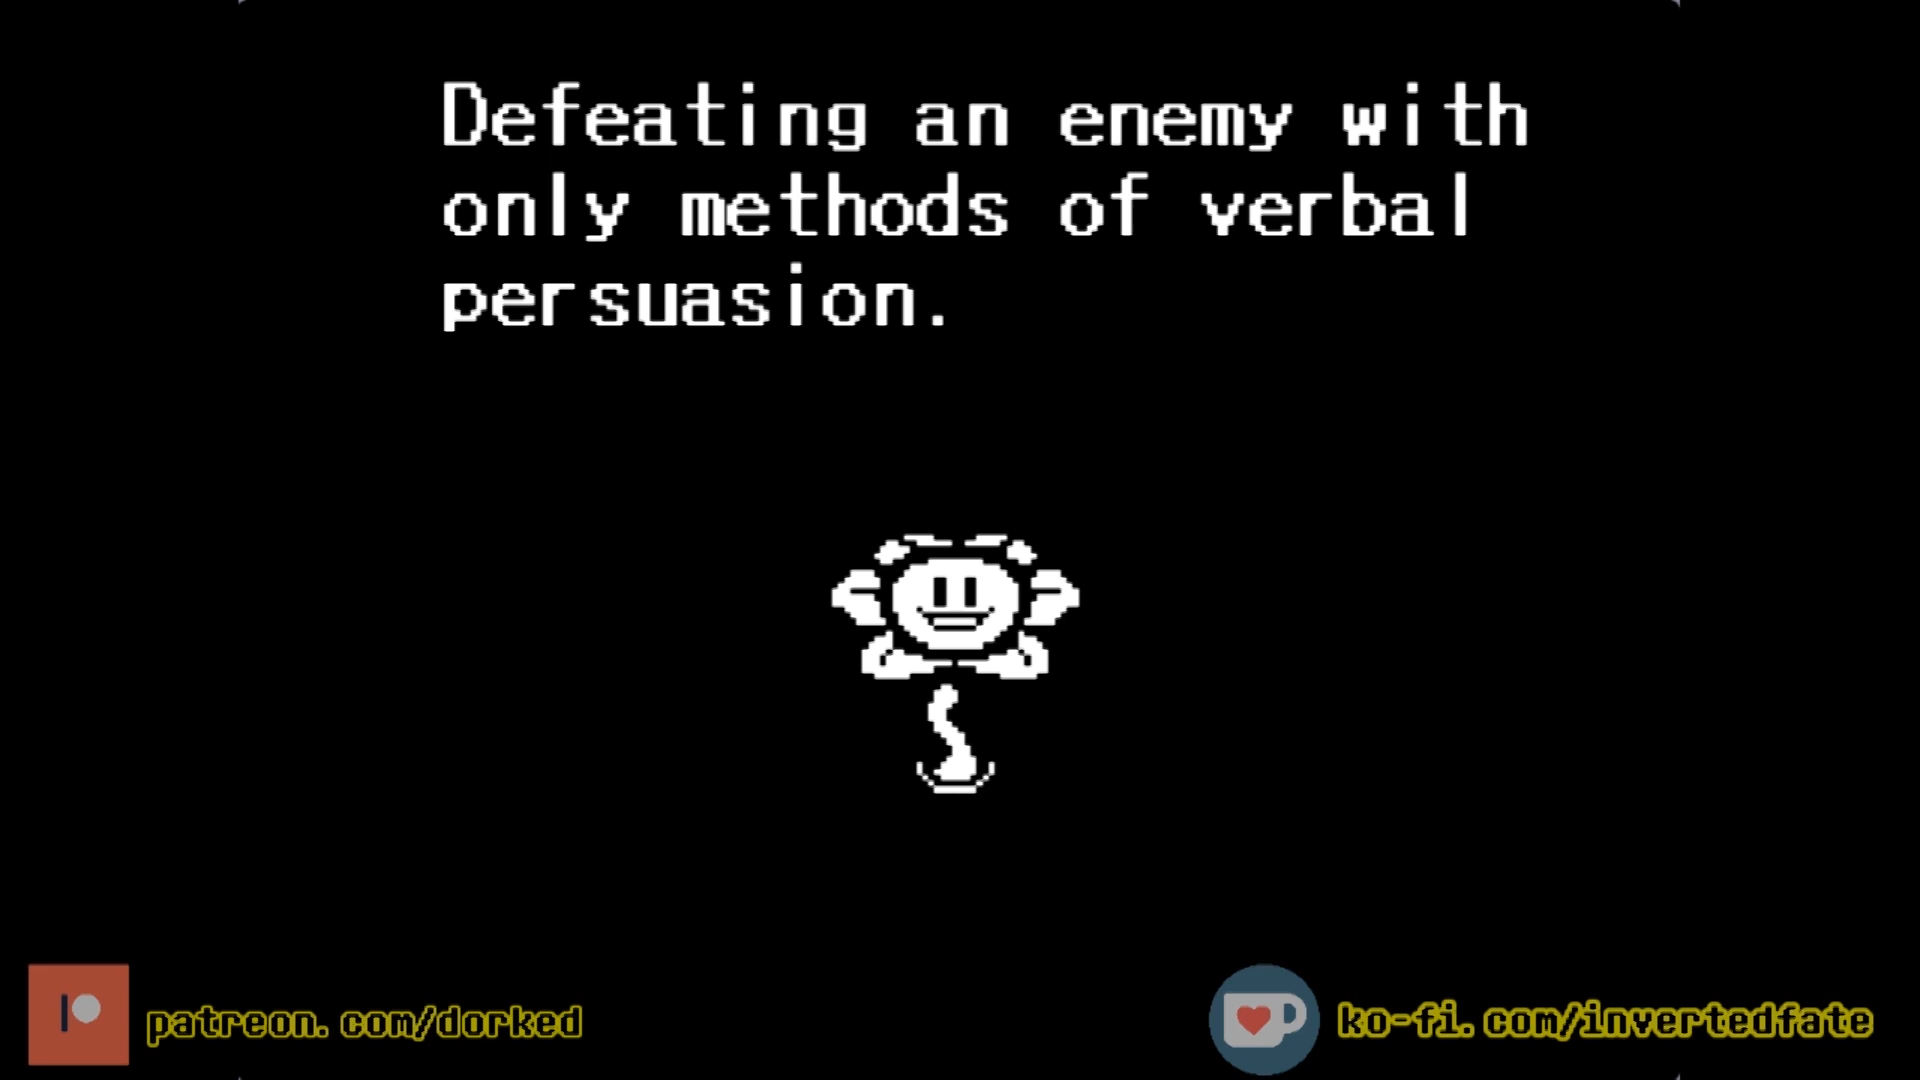 Defeating an enemy with
only methods of verbal
persuasion.
patreon.com/dorked
ko-fi.com/invertedfate